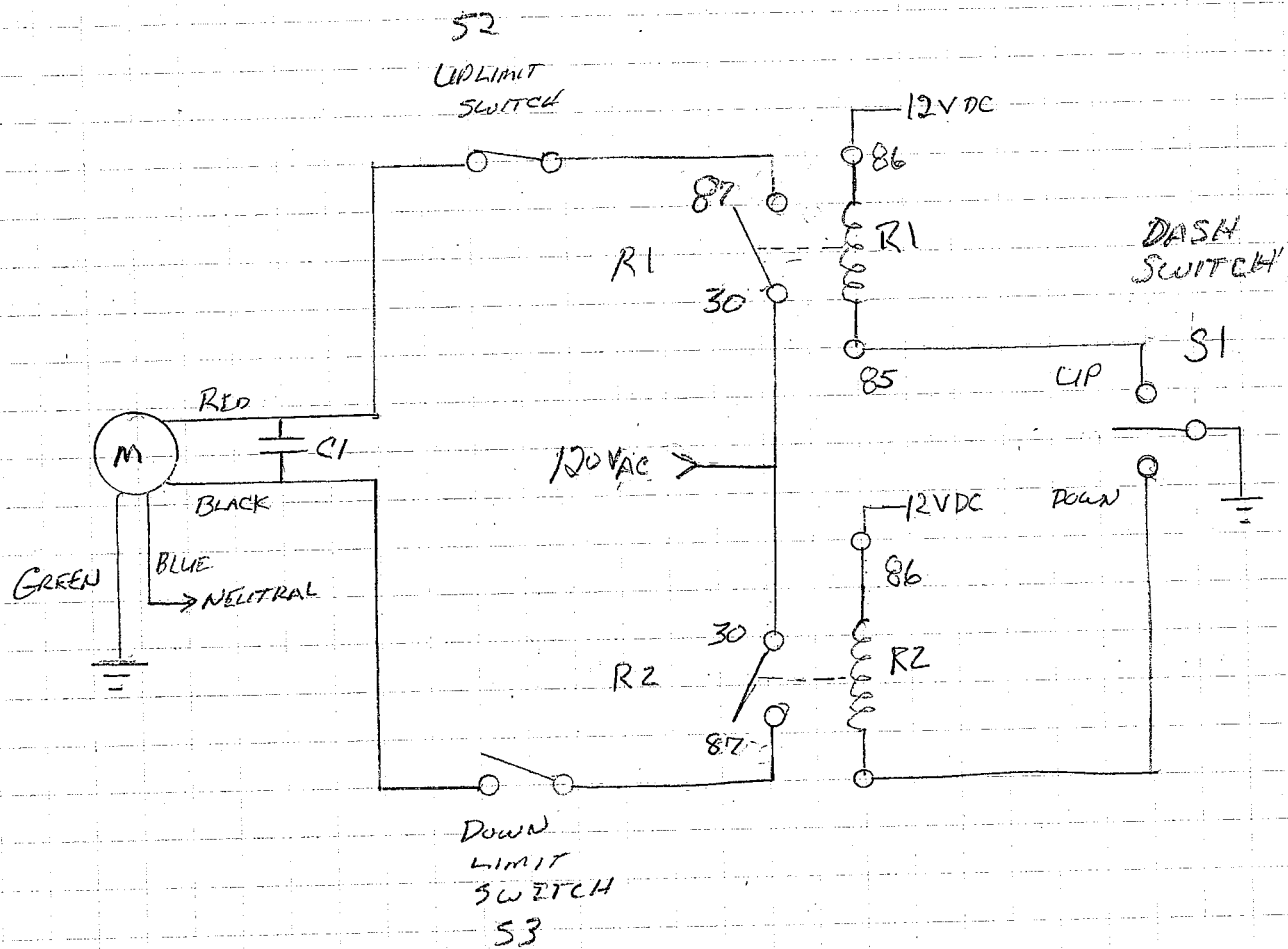 S2
UPLIMIT
SWITCH
12VDC
86
87
R1
R1
DASH
SWITCH
30
85
UP
S1
RED
M
C1
120VAC
BLACK
12VDC
DOWN
GREEN
BLUE
NEUTRAL
86
30
R2
R2
87
DOWN
LIMIT
SWITCH
S3